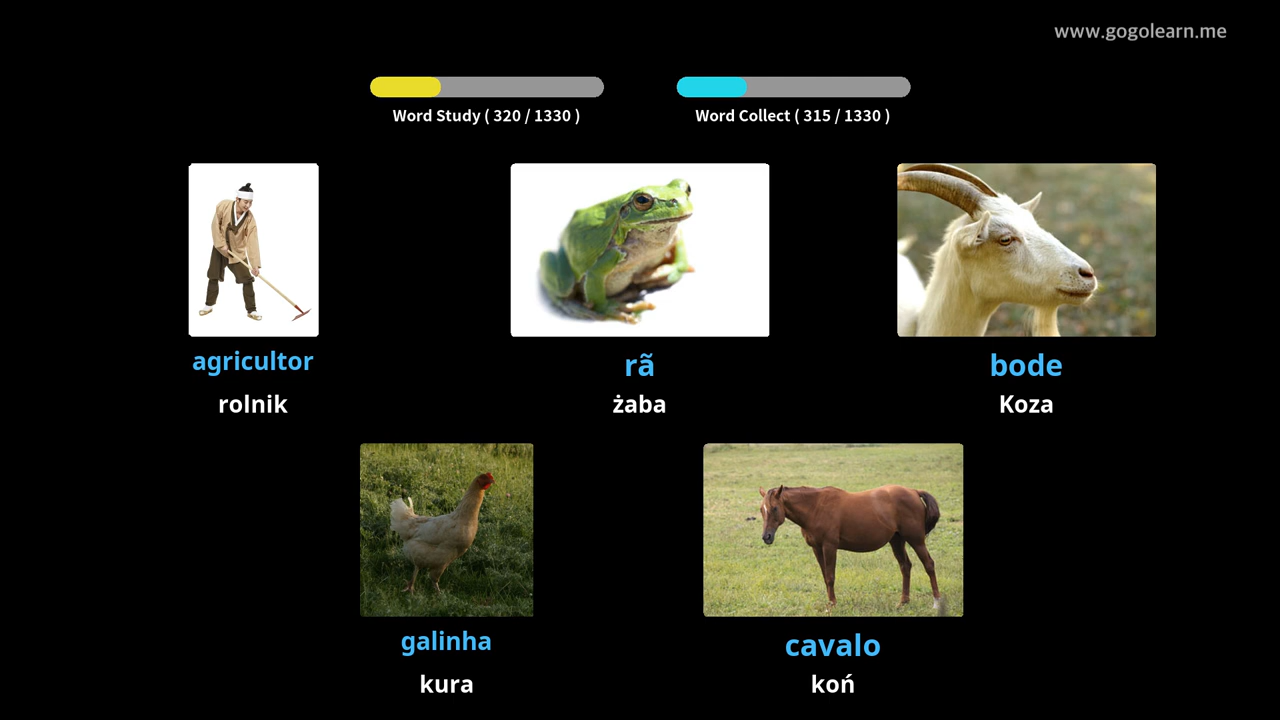 www.gogolearn.me
Word Study ( 320 / 1330 )
Word Collect ( 315 / 1330 )
agricultor
rolnik
rã
żaba
bode
Koza
galinha
kura
cavalo
koń